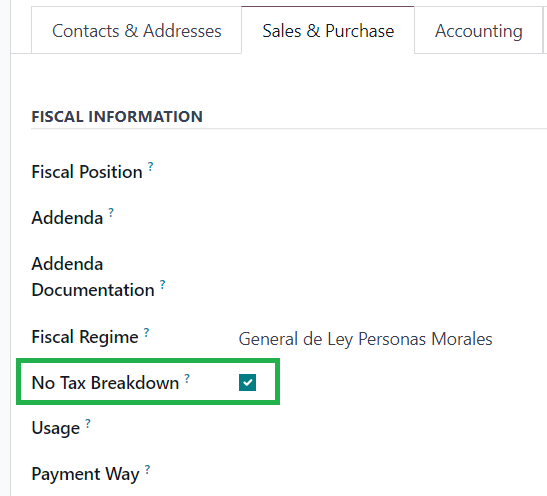 Contacts & Addresses Sales & Purchase Accounting
FISCAL INFORMATION
Fiscal Position ?
Addenda ?
Addenda
Documentation ?
Fiscal Regime ? General de Ley Personas Morales
No Tax Breakdown ?
Usage ?
Payment Way ?